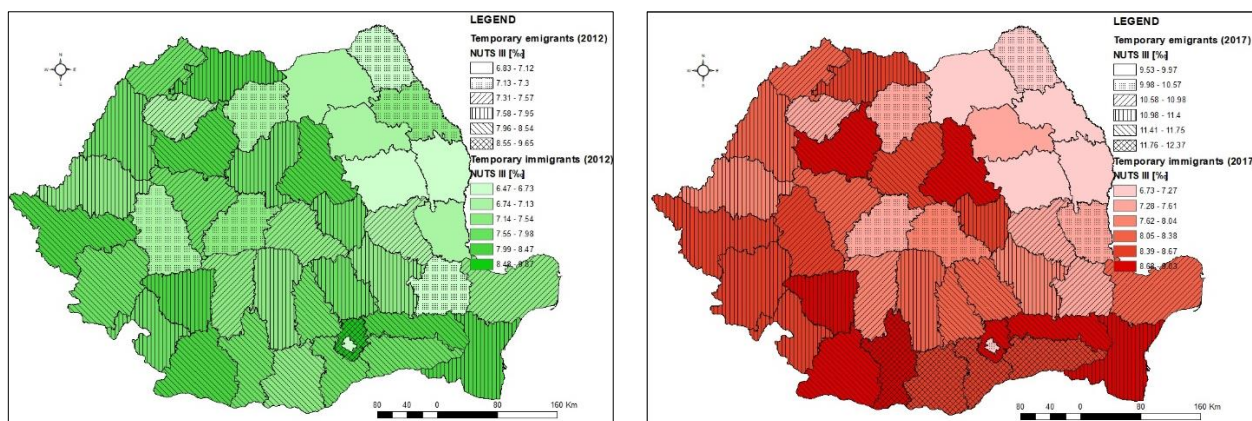 LEGEND
Temporary emigrants (2012)
NUTS III [‰]
6.83 - 7.12
7.13 - 7.3
7.31 - 7.57
7.58 - 7.95
7.96 - 8.54
8.55 - 9.65
Temporary immigrants (2012)
NUTS III [‰]
6.47 - 6.73
6.74 - 7.13
7.14 - 7.54
7.55 - 7.98
7.99 - 8.47
80 40 0 80 160 Km
LEGEND
Temporary emigrants (2017)
NUTS III [‰]
9.53 - 9.97
9.98 - 10.57
10.58 - 10.98
10.98 - 11.4
11.41 - 11.75
11.76 - 12.37
Temporary immigrants (2017
NUTS III [‰]
6.73 - 7.27
7.28 - 7.61
7.62 - 8.04
8.05 - 8.38
8.39 - 8.67
80 40 0 80 160 Km